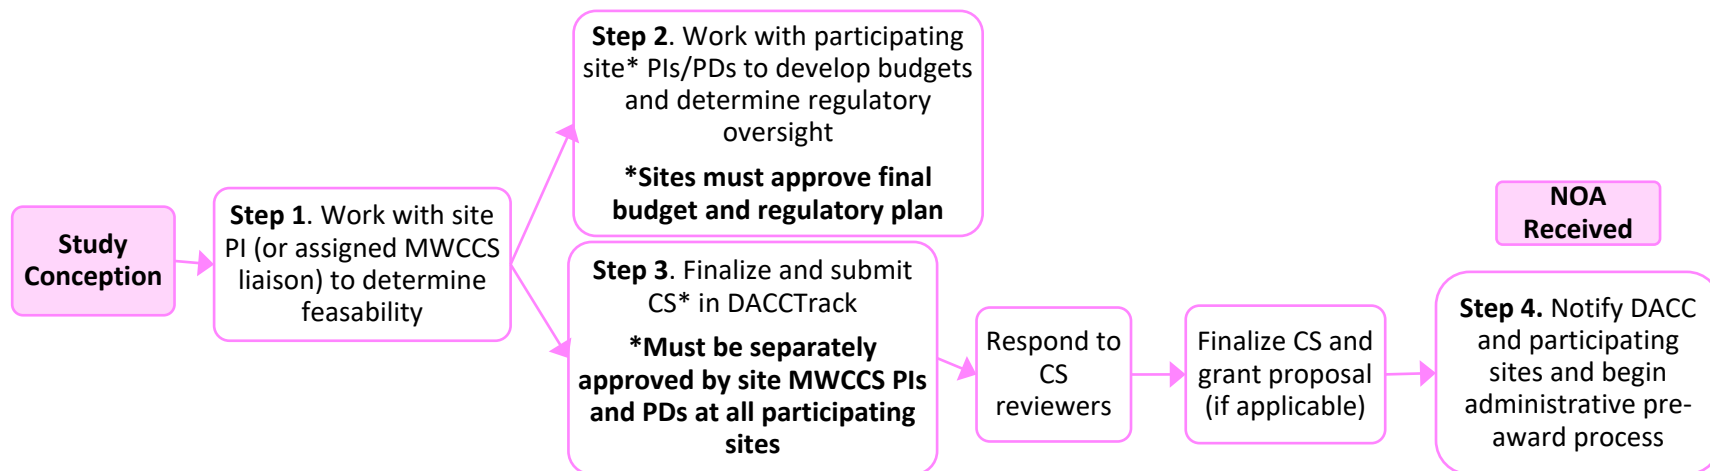 Study
Conception
Step 1. Work with site
PI (or assigned MWCCS
liaison) to determine
feasability
Step 2. Work with participating
site* PIs/PDs to develop budgets
and determine regulatory
oversight
*Sites must approve final
budget and regulatory plan
Step 3. Finalize and submit
CS* in DACCTrack
*Must be separately
approved by site MWCCS PIs
and PDs at all participating
sites
Respond to
CS
reviewers
Finalize CS and
grant proposal
(if applicable)
NOA
Received
Step 4. Notify DACC
and participating
sites and begin
administrative pre-
award process